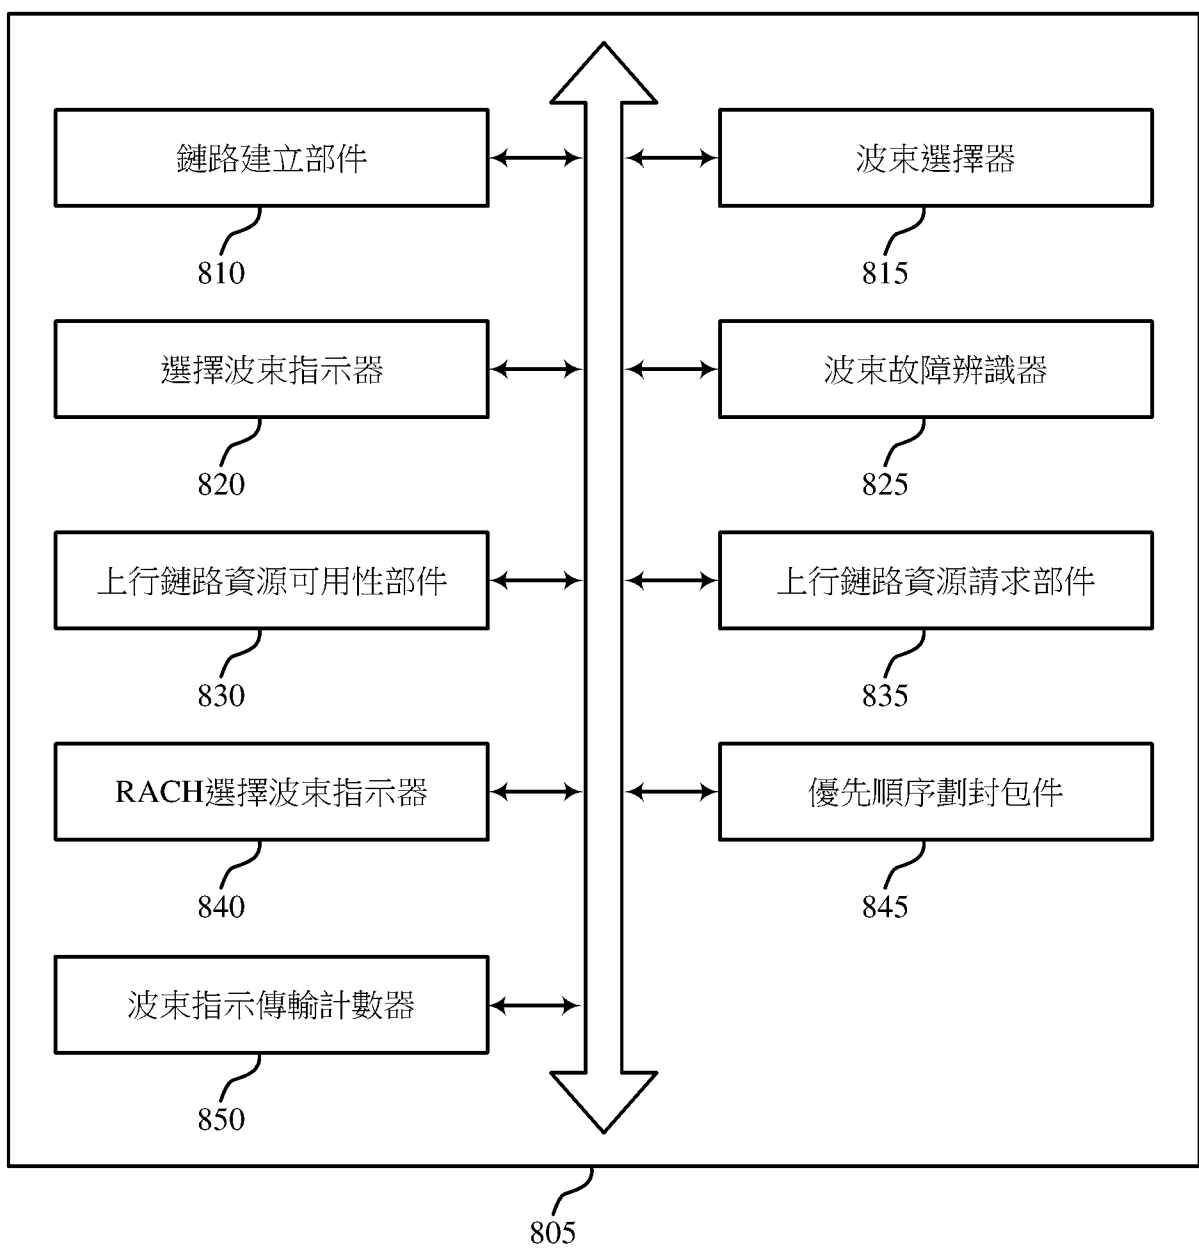 鏈路建立部件
810
波束選擇器
815
選擇波束指示器
820
波束故障辨識器
825
上行鏈路資源可用性部件
830
上行鏈路資源請求部件
835
RACH選擇波束指示器
840
優先順序劃封包件
845
波束指示傳輸計數器
850
805